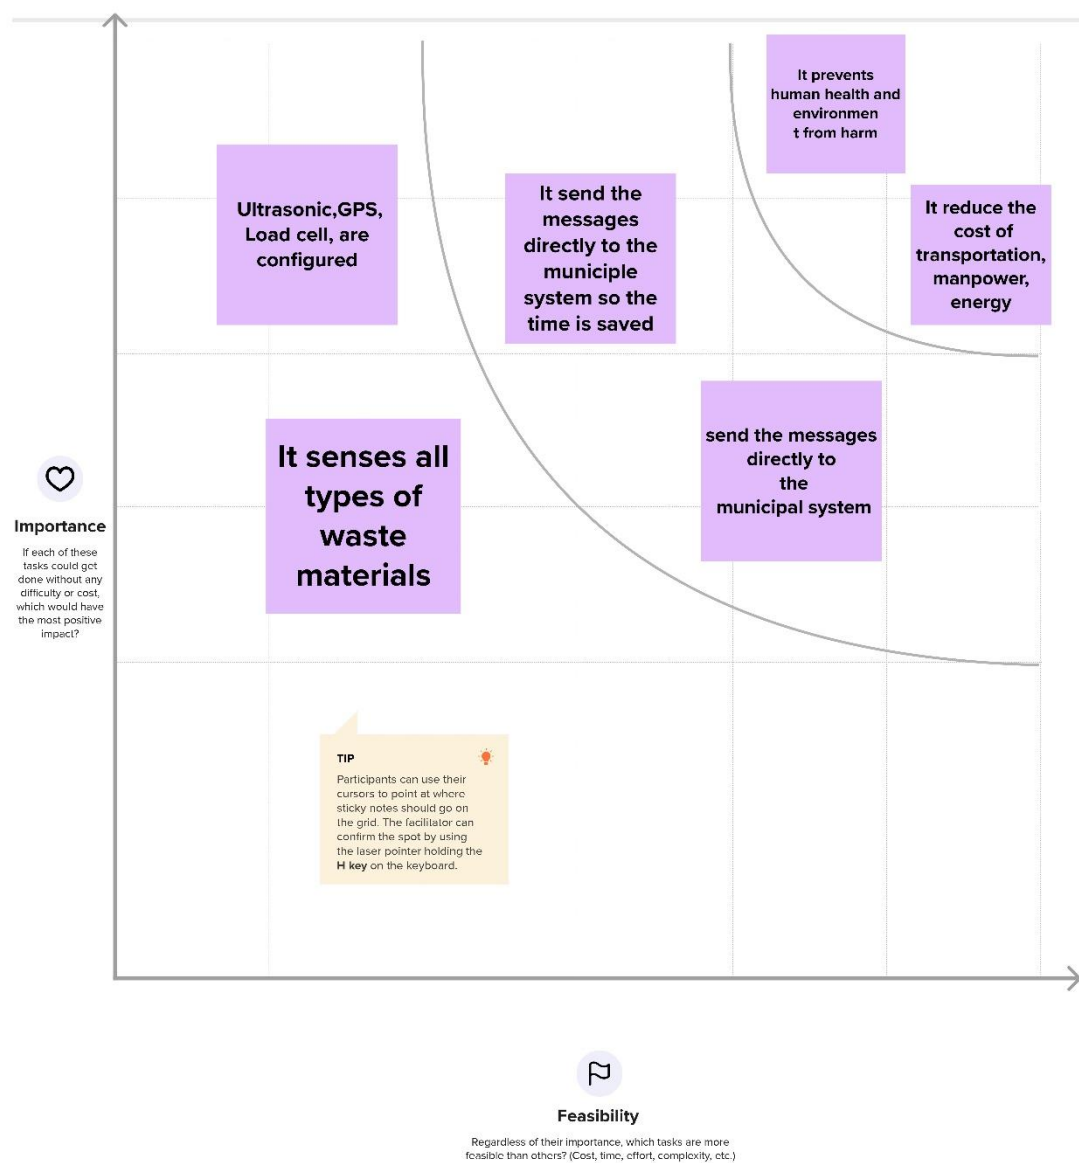 It prevents
human health and
environmen
t from harm
Ultrasonic,GPS,
Load cell, are
configured
It send the
messages
directly to the
municiple
system so the
time is saved
It reduce the
cost of
transportation,
manpower,
energy
It senses all
types of
waste
materials
send the messages
directly to
the
municipal system
Importance
If each of these
tasks could get
done without any
difficulty or cost,
which would have
the most positive
impact?
TIP
Participants can use their
cursors to point at where
sticky notes should go on
the grid. The facilitator can
confirm the spot by using
the laser pointer holding the
H key on the keyboard.
Feasibility
Regardless of their importance, which tasks are more
feasible than others? (Cost, time, effort, complexity, etc.)